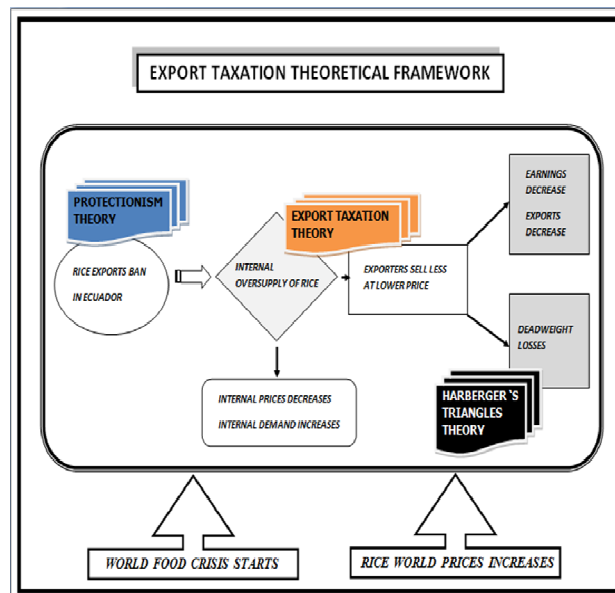 EXPORT TAXATION THEORETICAL FRAMEWORK
PROTECTIONISM
THEORY
RICE EXPORTS BAN
IN ECUADOR
EXPORT TAXATION
THEORY
INTERNAL
OVERSUPPLY OF RICE
EXPORTERS SELL LESS
AT LOWER PRICE
EARNINGS
DECREASE
EXPORTS
DECREASE
DEADWEIGHT
LOSSES
HARBERGER`S
TRIANGLES
THEORY
INTERNAL PRICES DECREASES
INTERNAL DEMAND INCREASES
WORLD FOOD CRISIS STARTS
RICE WORLD PRICES INCREASES